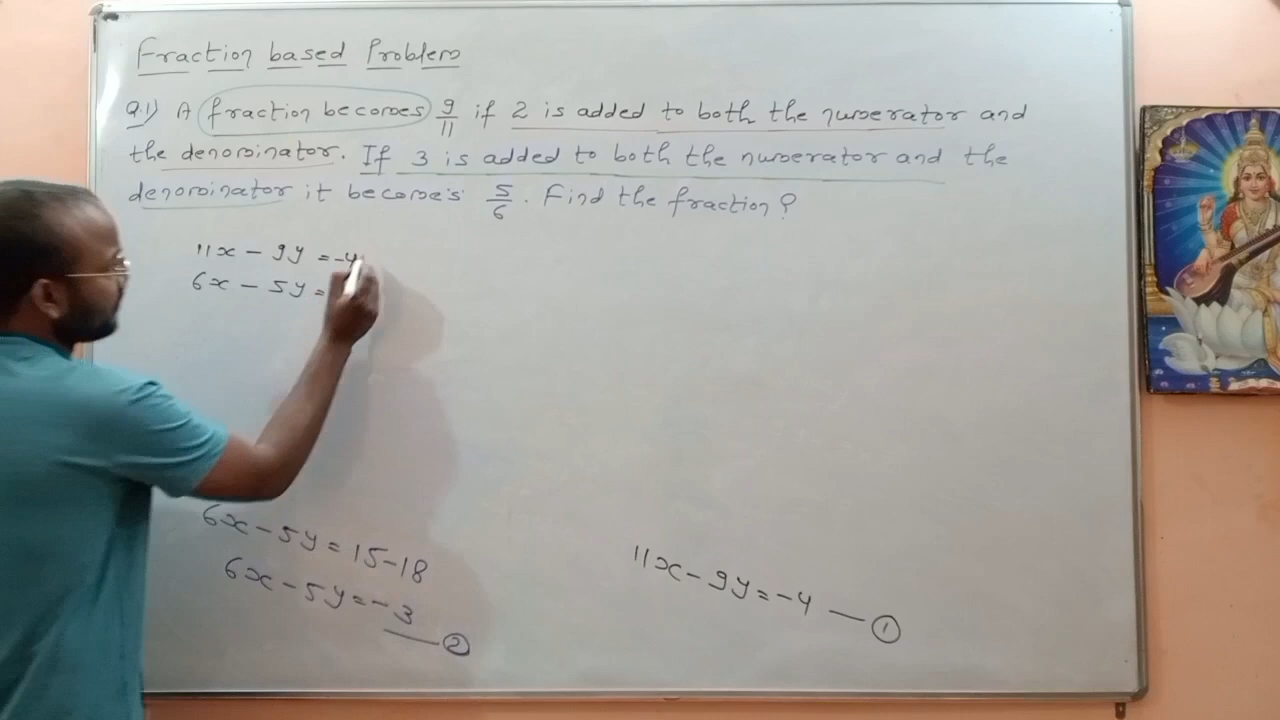 Fraction based Problem
Q.1) A fraction becomes 9/11 if 2 is added to both the numerator and
the denominator. If 3 is added to both the numerator and the
denominator it becomes 5/6. Find the fraction?
11x - 9y = -4
6x - 5y =
6x - 5y = 15-18
6x - 5y = -3 — ②
11x - 9y = -4 — ①